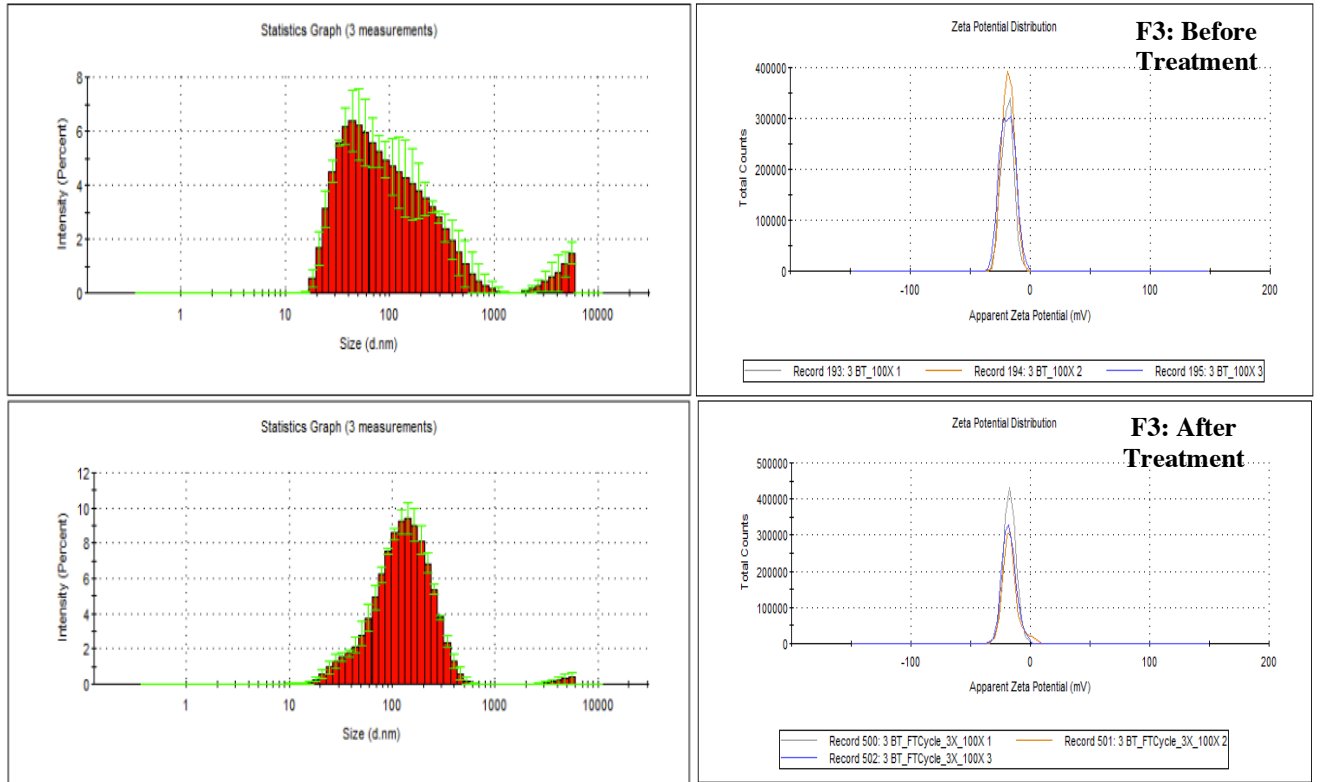 Statistics Graph (3 measurements)
8
6
4
2
0
Intensity (Percent)
1 10 100 1000 10000
Size (d.nm)
Zeta Potential Distribution
F3: Before
Treatment
400000
300000
200000
100000
0
Total Counts
-100 0 100 200
Apparent Zeta Potential (mV)
Record 193: 3 BT_100X 1 Record 194: 3 BT_100X 2 Record 195: 3 BT_100X 3
Statistics Graph (3 measurements)
12
10
8
6
4
2
0
Intensity (Percent)
1 10 100 1000 10000
Size (d.nm)
Zeta Potential Distribution
F3: After
Treatment
500000
400000
300000
200000
100000
0
Total Counts
-100 0 100 200
Apparent Zeta Potential (mV)
Record 500: 3 BT_FTCycle_3X_100X 1 Record 501: 3 BT_FTCycle_3X_100X 2
Record 502: 3 BT_FTCycle_3X_100X 3